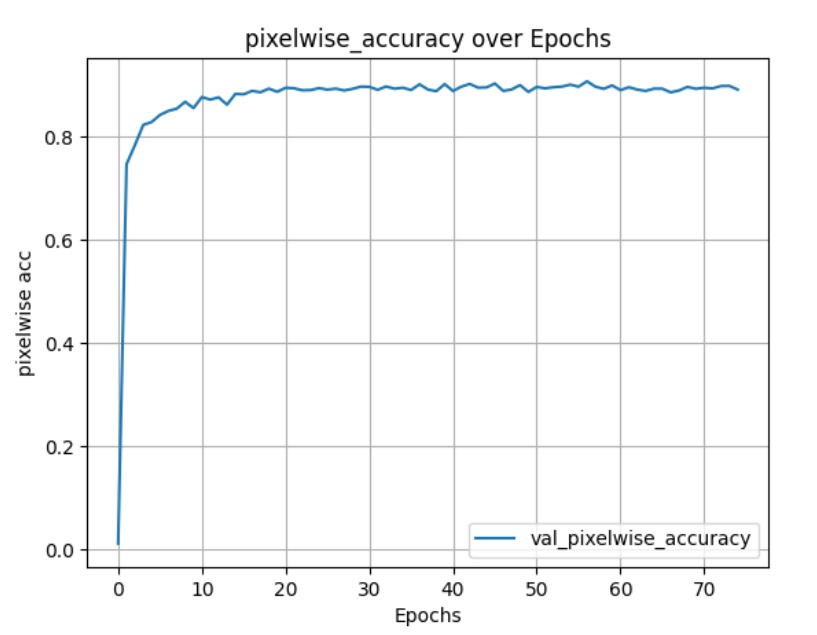 pixelwise_accuracy over Epochs
pixelwise acc
0.8
0.6
0.4
0.2
0.0
val_pixelwise_accuracy
0 10 20 30 40 50 60 70
Epochs